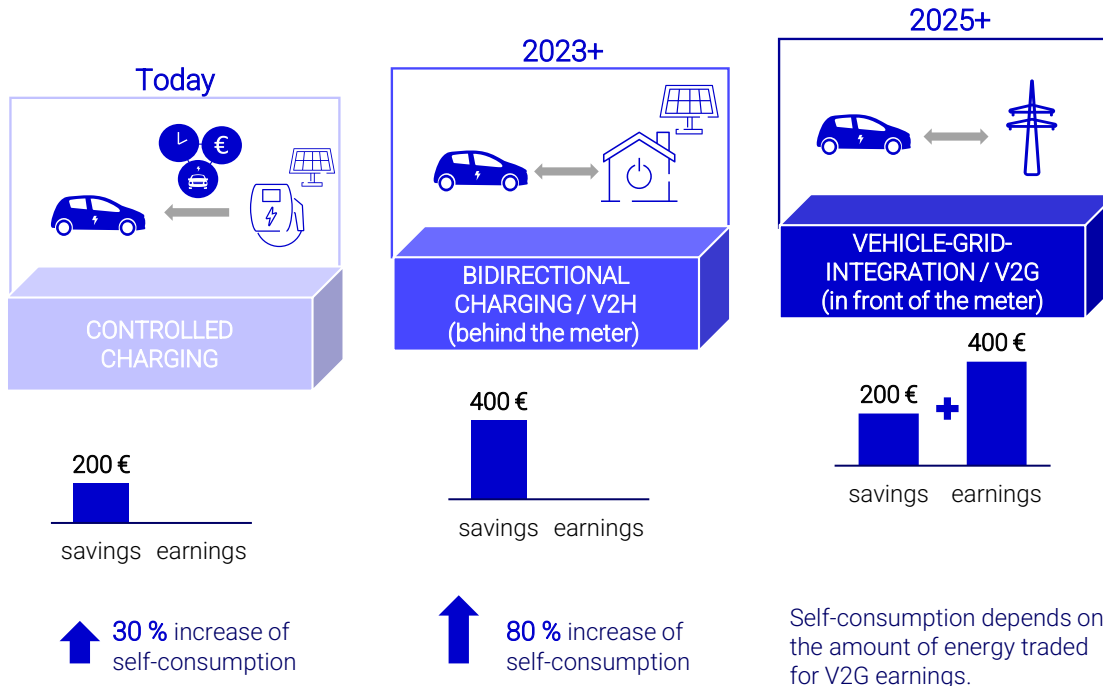 Today
€
CONTROLLED
CHARGING
200 €
savings earnings
30 % increase of
self-consumption
2023+
BIDIRECTIONAL
CHARGING / V2H
(behind the meter)
400 €
savings earnings
80 % increase of
self-consumption
2025+
VEHICLE-GRID-
INTEGRATION / V2G
(in front of the meter)
400 €
200 €
savings earnings
Self-consumption depends on
the amount of energy traded
for V2G earnings.